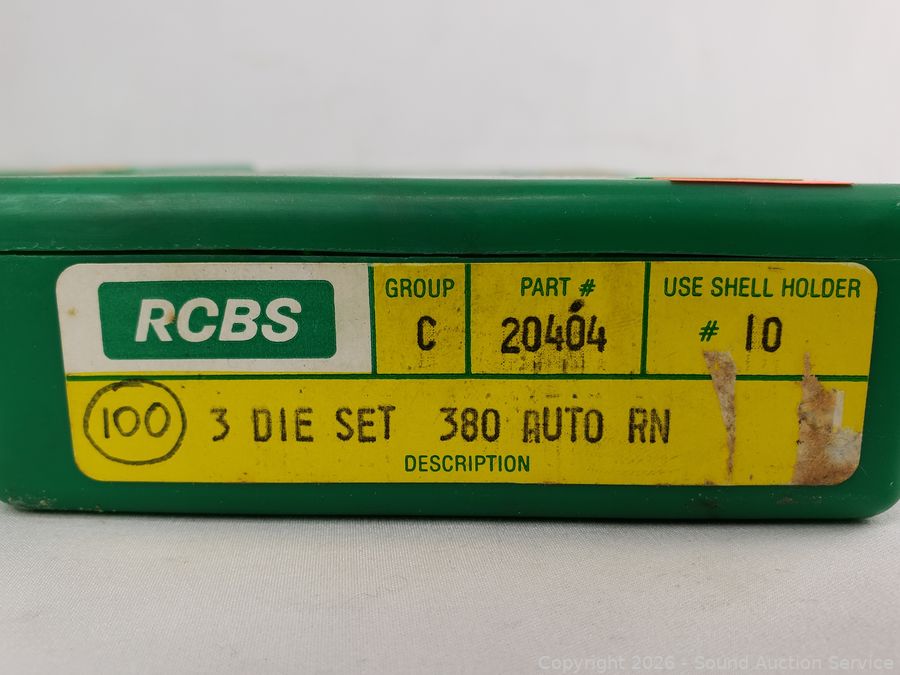 RCBS
GROUP
C
PART #
20404
USE SHELL HOLDER
# 10
100 3 DIE SET 380 AUTO RN
DESCRIPTION
Copyright 2026 - Sound Auction Service